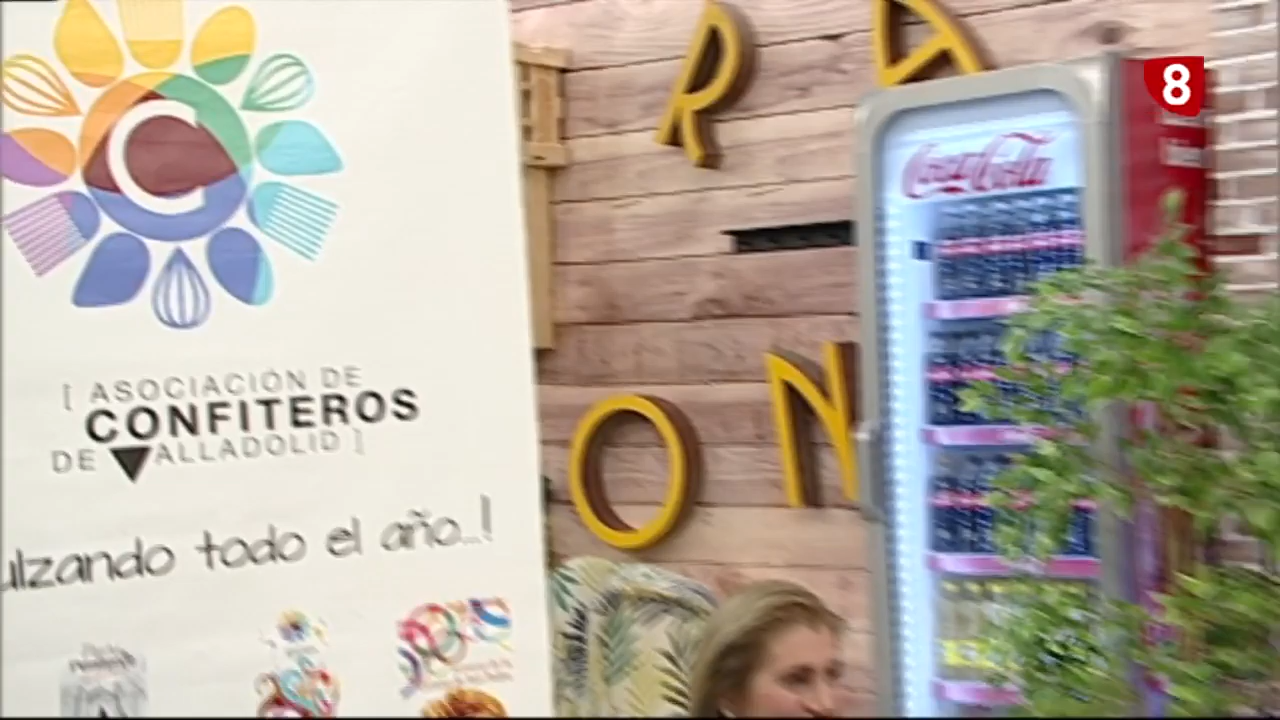 8
R A
Coca-Cola
O N
[ ASOCIACIÓN DE
CONFITEROS
DE VALLADOLID ]
ulzando todo el año...!